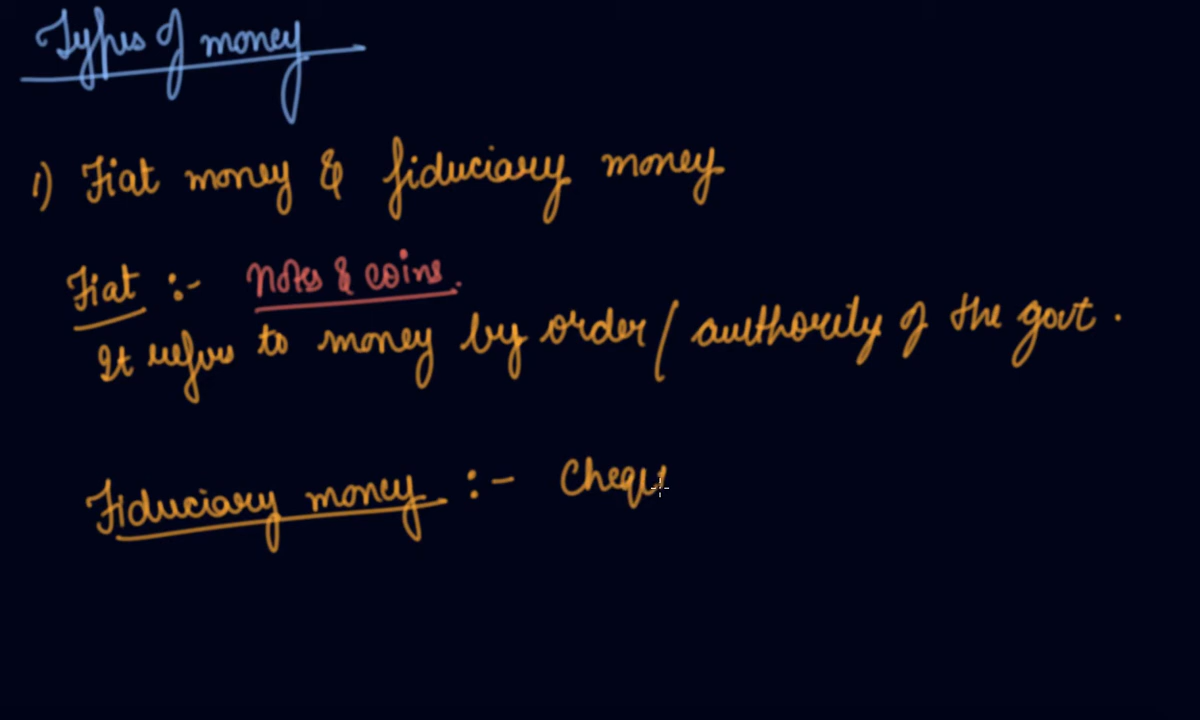 Types of money
1) Fiat money & fiduciary money
Fiat :- Notes & coins.
It refers to money by order/ authority of the govt.
Fiduciary money :- Chequ